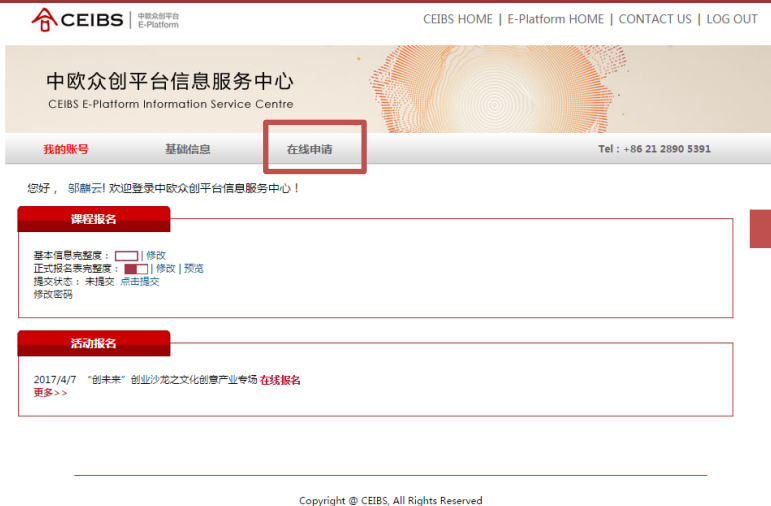 CEIBS 中欧众创平台 E-Platform
CEIBS HOME | E-Platform HOME | CONTACT US | LOG OUT
中欧众创平台信息服务中心
CEIBS E-Platform Information Service Centre
我的账号 基础信息 在线申请 Tel : +86 21 2890 5391
您好， 邬麒云! 欢迎登录中欧众创平台信息服务中心！
课程报名
基本信息完整度： | 修改
正式报名表完整度： | 修改 | 预览
提交状态： 未提交 点击提交
修改密码
活动报名
2017/4/7 “创未来”创业沙龙之文化创意产业专场 在线报名
更多>>
Copyright @ CEIBS, All Rights Reserved